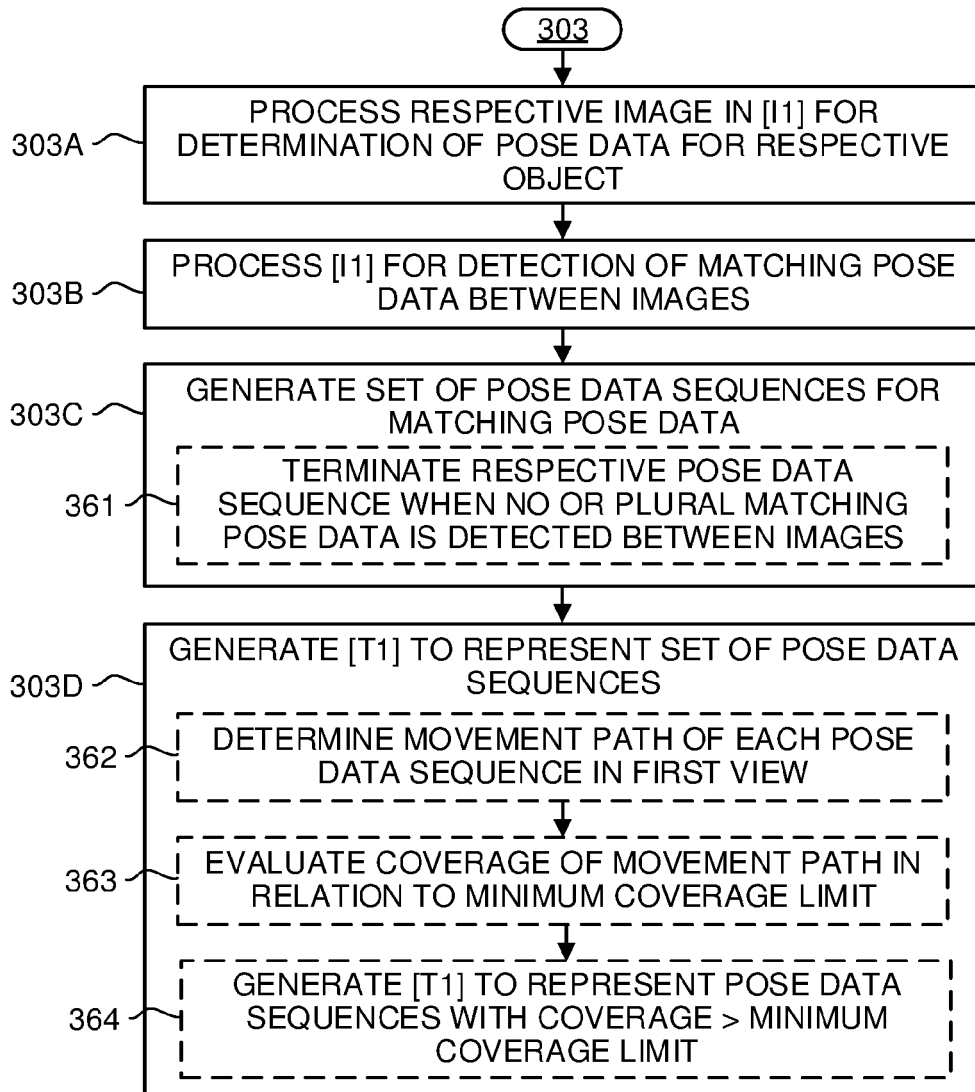 303
303A
PROCESS RESPECTIVE IMAGE IN [I1] FOR
DETERMINATION OF POSE DATA FOR RESPECTIVE
OBJECT
303B
PROCESS [I1] FOR DETECTION OF MATCHING POSE
DATA BETWEEN IMAGES
303C
GENERATE SET OF POSE DATA SEQUENCES FOR
MATCHING POSE DATA
361
TERMINATE RESPECTIVE POSE DATA
SEQUENCE WHEN NO OR PLURAL MATCHING
POSE DATA IS DETECTED BETWEEN IMAGES
303D
GENERATE [T1] TO REPRESENT SET OF POSE DATA
SEQUENCES
362
DETERMINE MOVEMENT PATH OF EACH POSE
DATA SEQUENCE IN FIRST VIEW
363
EVALUATE COVERAGE OF MOVEMENT PATH IN
RELATION TO MINIMUM COVERAGE LIMIT
364
GENERATE [T1] TO REPRESENT POSE DATA
SEQUENCES WITH COVERAGE > MINIMUM
COVERAGE LIMIT